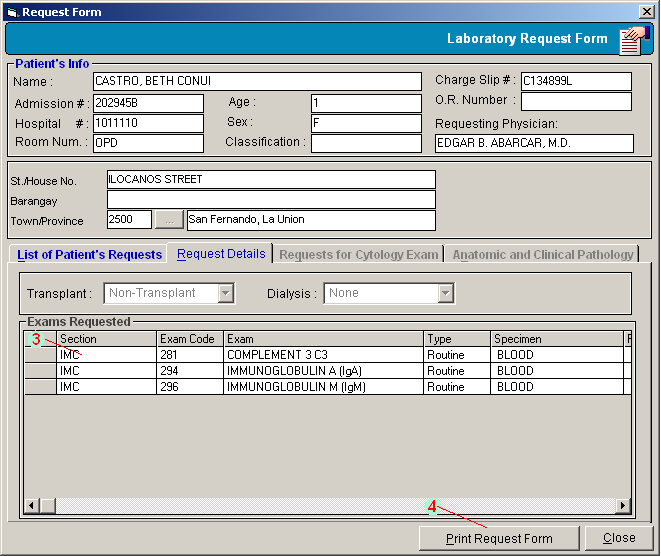 Request Form
Laboratory Request Form
Patient's Info
Name : CASTRO, BETH CONUI Charge Slip # : C134899L
Admission # : 202945B Age : 1 O.R. Number :
Hospital # : 1011110 Sex : F Requesting Physician:
Room Num. : OPD Classification : EDGAR B. ABARCAR, M.D.
St./House No. ILOCANOS STREET
Barangay
Town/Province 2500 ... San Fernando, La Union
List of Patient's Requests Request Details Requests for Cytology Exam Anatomic and Clinical Pathology
Transplant : Non-Transplant Dialysis : None
Exams Requested
Section Exam Code Exam Type Specimen
3 IMC 281 COMPLEMENT 3 C3 Routine BLOOD
IMC 294 IMMUNOGLOBULIN A (IgA) Routine BLOOD
IMC 296 IMMUNOGLOBULIN M (IgM) Routine BLOOD
4
Print Request Form Close